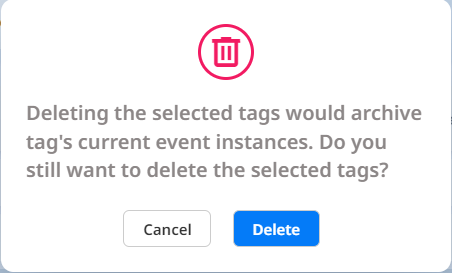 Deleting the selected tags would archive
tag's current event instances. Do you
still want to delete the selected tags?
Cancel
Delete